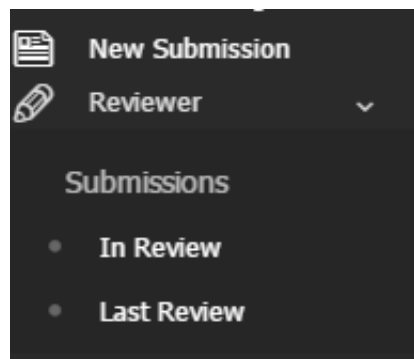 New Submission
Reviewer
Submissions
In Review
Last Review